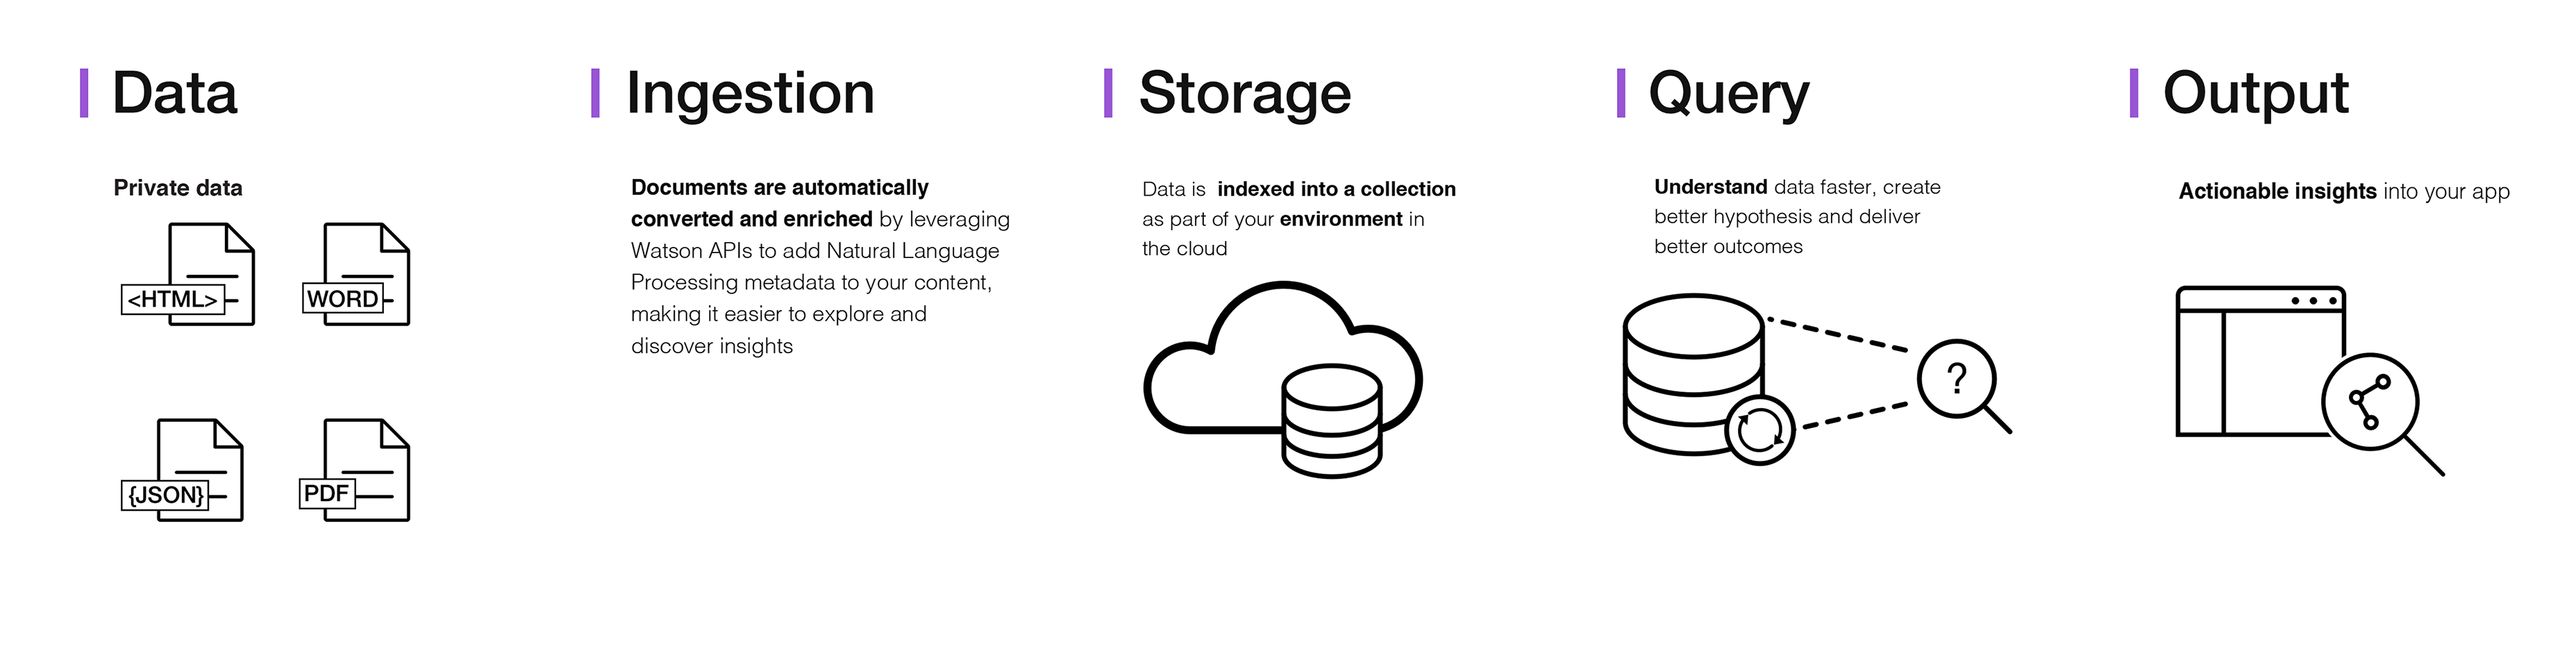 Data
Private data
<HTML>
WORD
{JSON}
PDF
Ingestion
Documents are automatically
converted and enriched by leveraging
Watson APIs to add Natural Language
Processing metadata to your content,
making it easier to explore and
discover insights
Storage
Data is indexed into a collection
as part of your environment in
the cloud
Query
Understand data faster, create
better hypothesis and deliver
better outcomes
?
Output
Actionable insights into your app